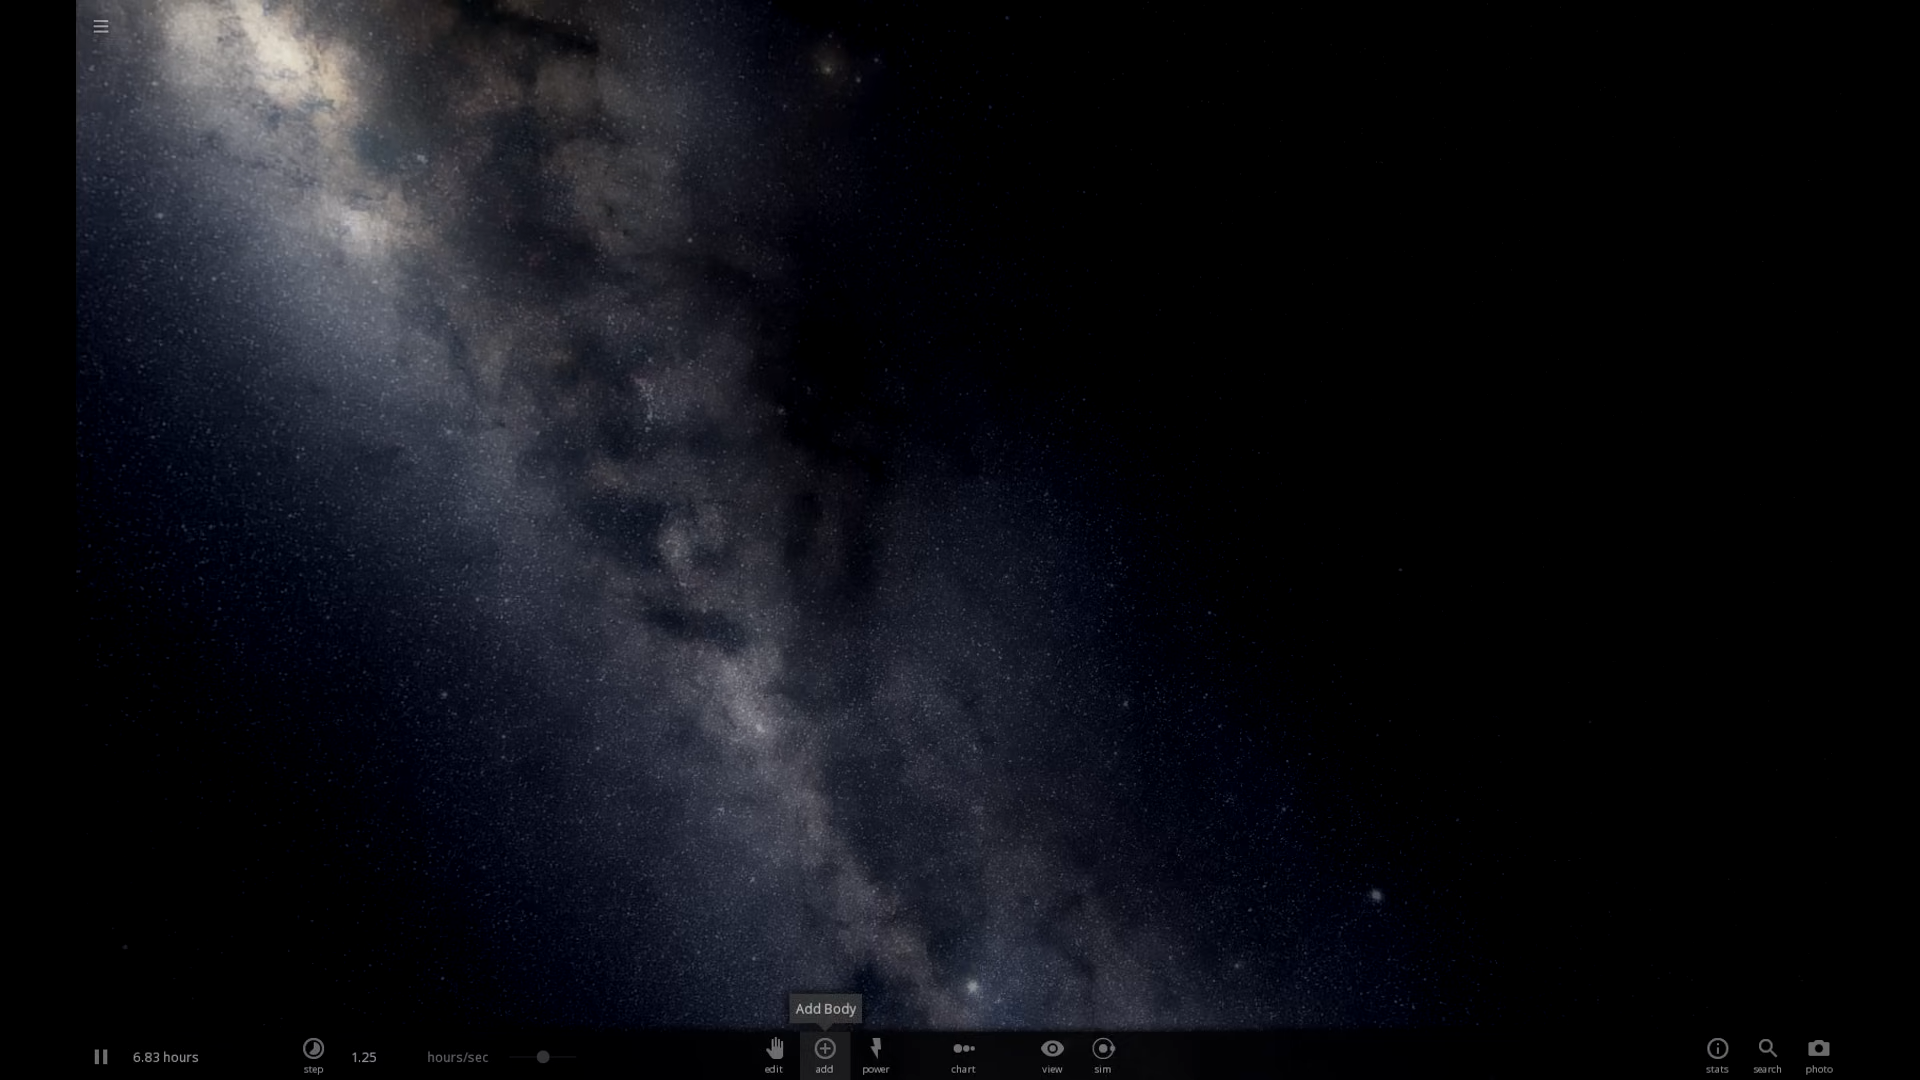 Add Body
6.83 hours
step
1.25
hours/sec
edit
add
power
chart
view
sim
stats
search
photo